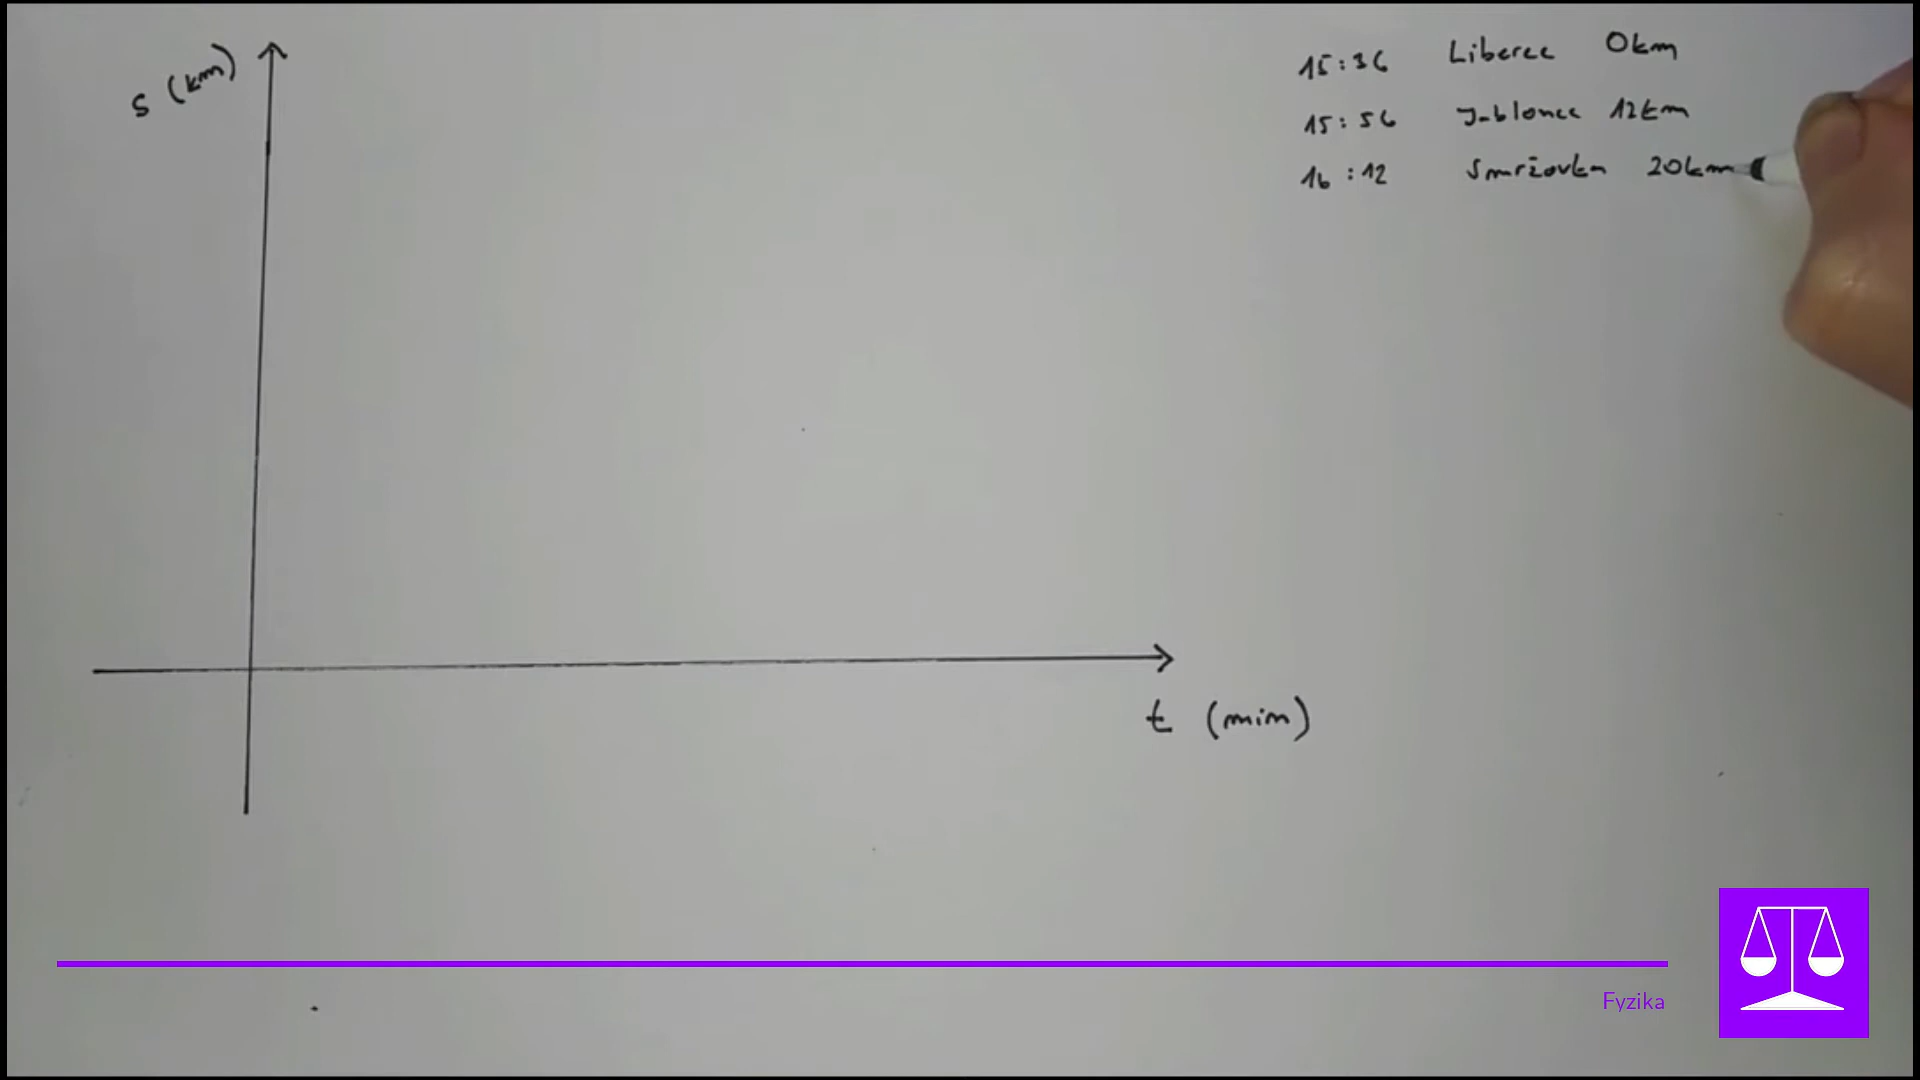 s (km)
15:36 Liberec 0km
15:56 Jablonec 12km
16:12 Smržovka 20km
t (min)
Fyzika